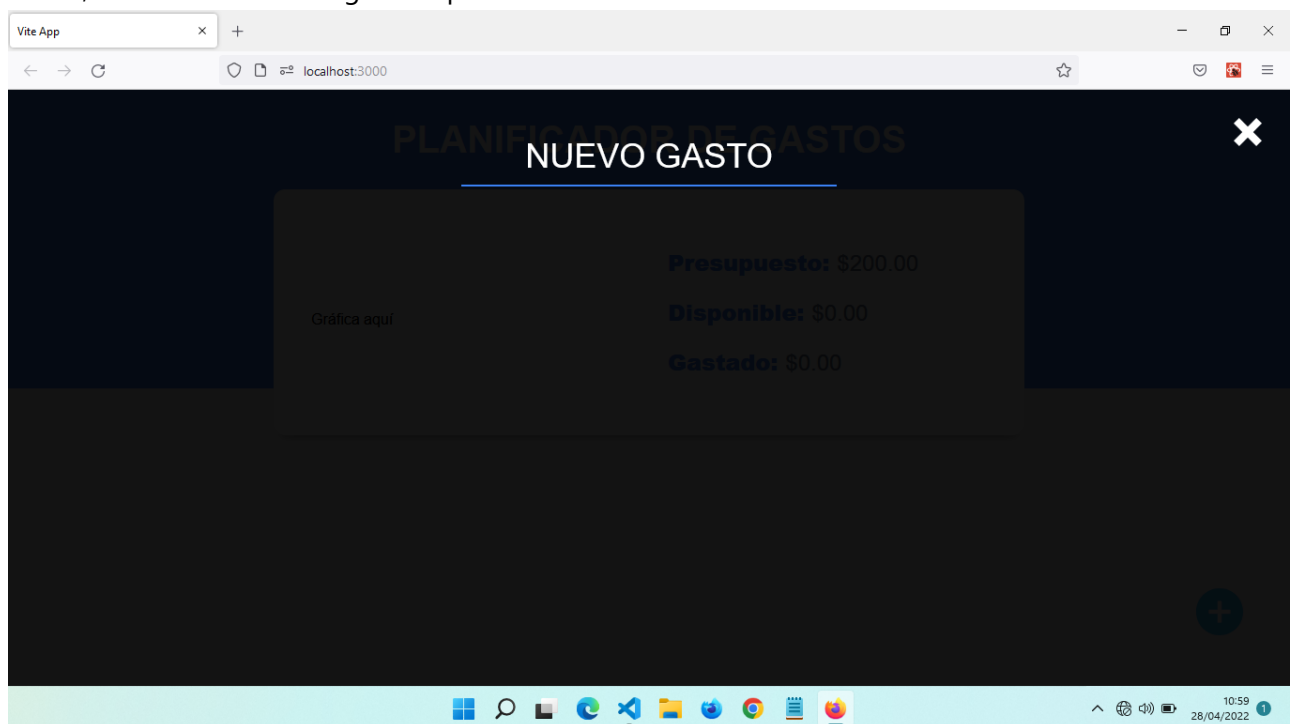 Vite App
localhost:3000
PLANIFICADOR DE GASTOS
NUEVO GASTO
Presupuesto: $200.00
Gráfica aquí
Disponible: $0.00
Gastado: $0.00
10:59
28/04/2022
1